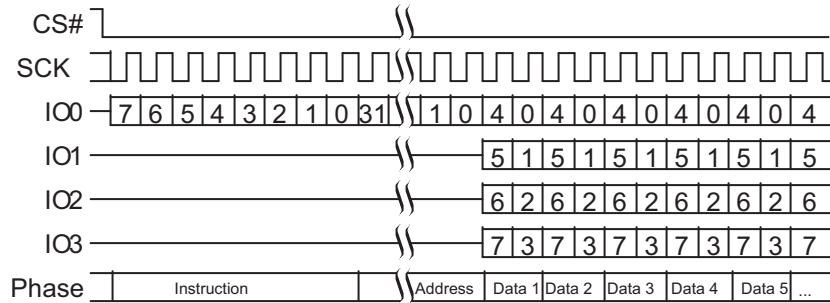 CS#
SCK
IO0 7 6 5 4 3 2 1 0 31 1 0 4 0 4 0 4 0 4 0 4 0 4
IO1 5 1 5 1 5 1 5 1 5 1 5
IO2 6 2 6 2 6 2 6 2 6 2 6
IO3 7 3 7 3 7 3 7 3 7 3 7
Phase Instruction Address Data 1 Data 2 Data 3 Data 4 Data 5 ...